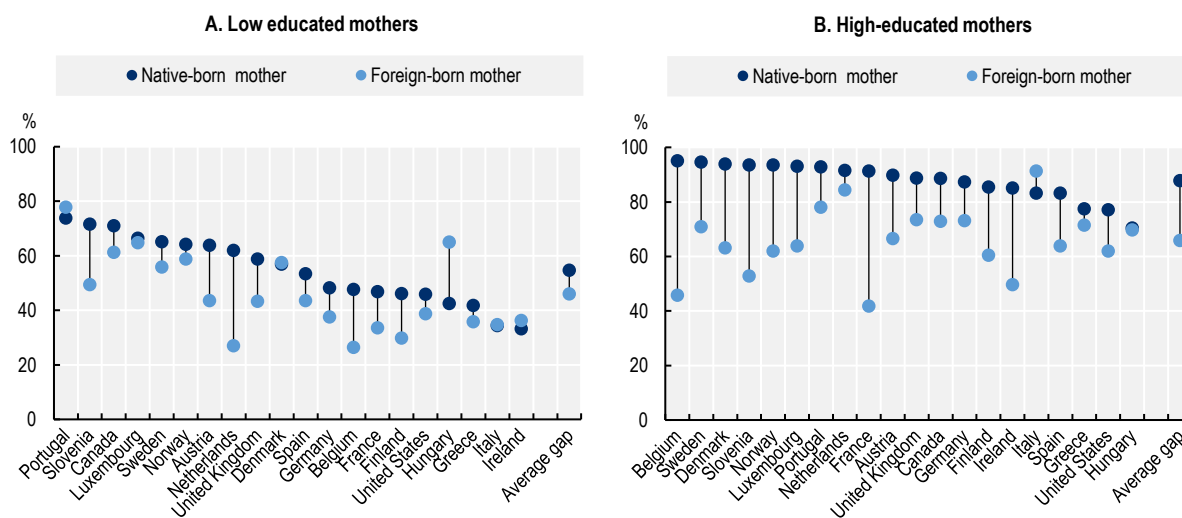 A. Low educated mothers
Native-born mother
Foreign-born mother
%
100
80
60
40
20
0
Portugal
Slovenia
Canada
Luxembourg
Sweden
Norway
Austria
Netherlands
United Kingdom
Denmark
Spain
Germany
Belgium
France
Finland
United States
Hungary
Greece
Italy
Ireland
Average gap
B. High-educated mothers
Native-born mother
Foreign-born mother
%
100
80
60
40
20
0
Belgium
Sweden
Denmark
Slovenia
Norway
Luxembourg
Portugal
Netherlands
France
Austria
United Kingdom
Canada
Germany
Finland
Ireland
Italy
Spain
Greece
United States
Hungary
Average gap